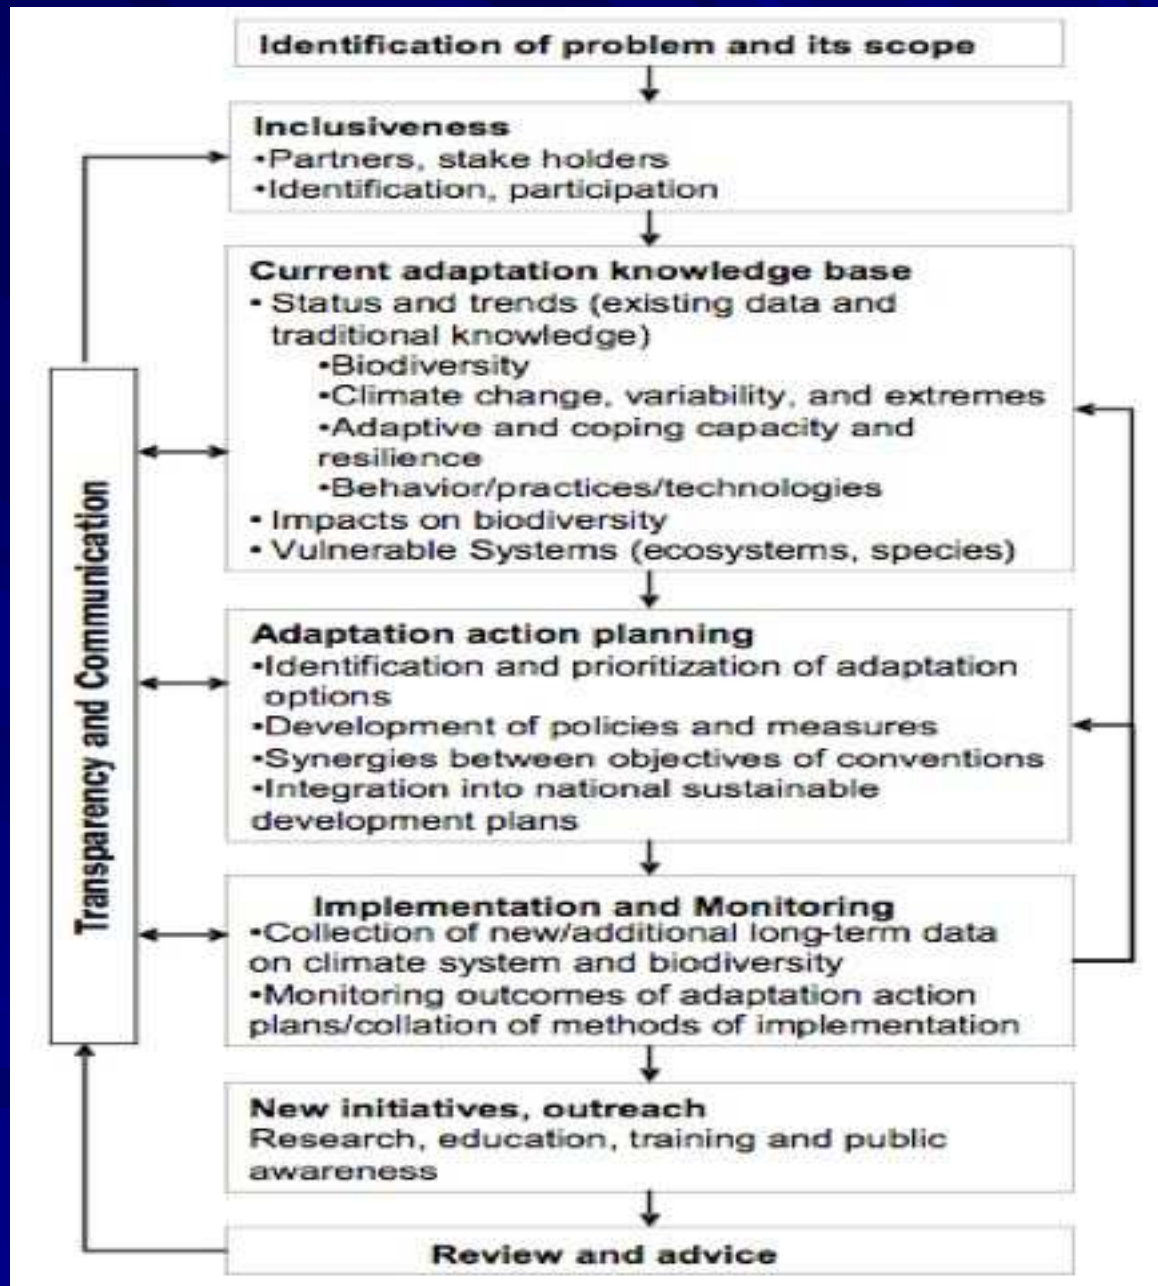 Identification of problem and its scope
Inclusiveness
•Partners, stake holders
•Identification, participation
Current adaptation knowledge base
• Status and trends (existing data and
traditional knowledge)
•Biodiversity
•Climate change, variability, and extremes
•Adaptive and coping capacity and
resilience
•Behavior/practices/technologies
• Impacts on biodiversity
• Vulnerable Systems (ecosystems, species)
Transparency and Communication
Adaptation action planning
•Identification and prioritization of adaptation
options
•Development of policies and measures
•Synergies between objectives of conventions
•Integration into national sustainable
development plans
Implementation and Monitoring
•Collection of new/additional long-term data
on climate system and biodiversity
•Monitoring outcomes of adaptation action
plans/collation of methods of implementation
New initiatives, outreach
Research, education, training and public
awareness
Review and advice